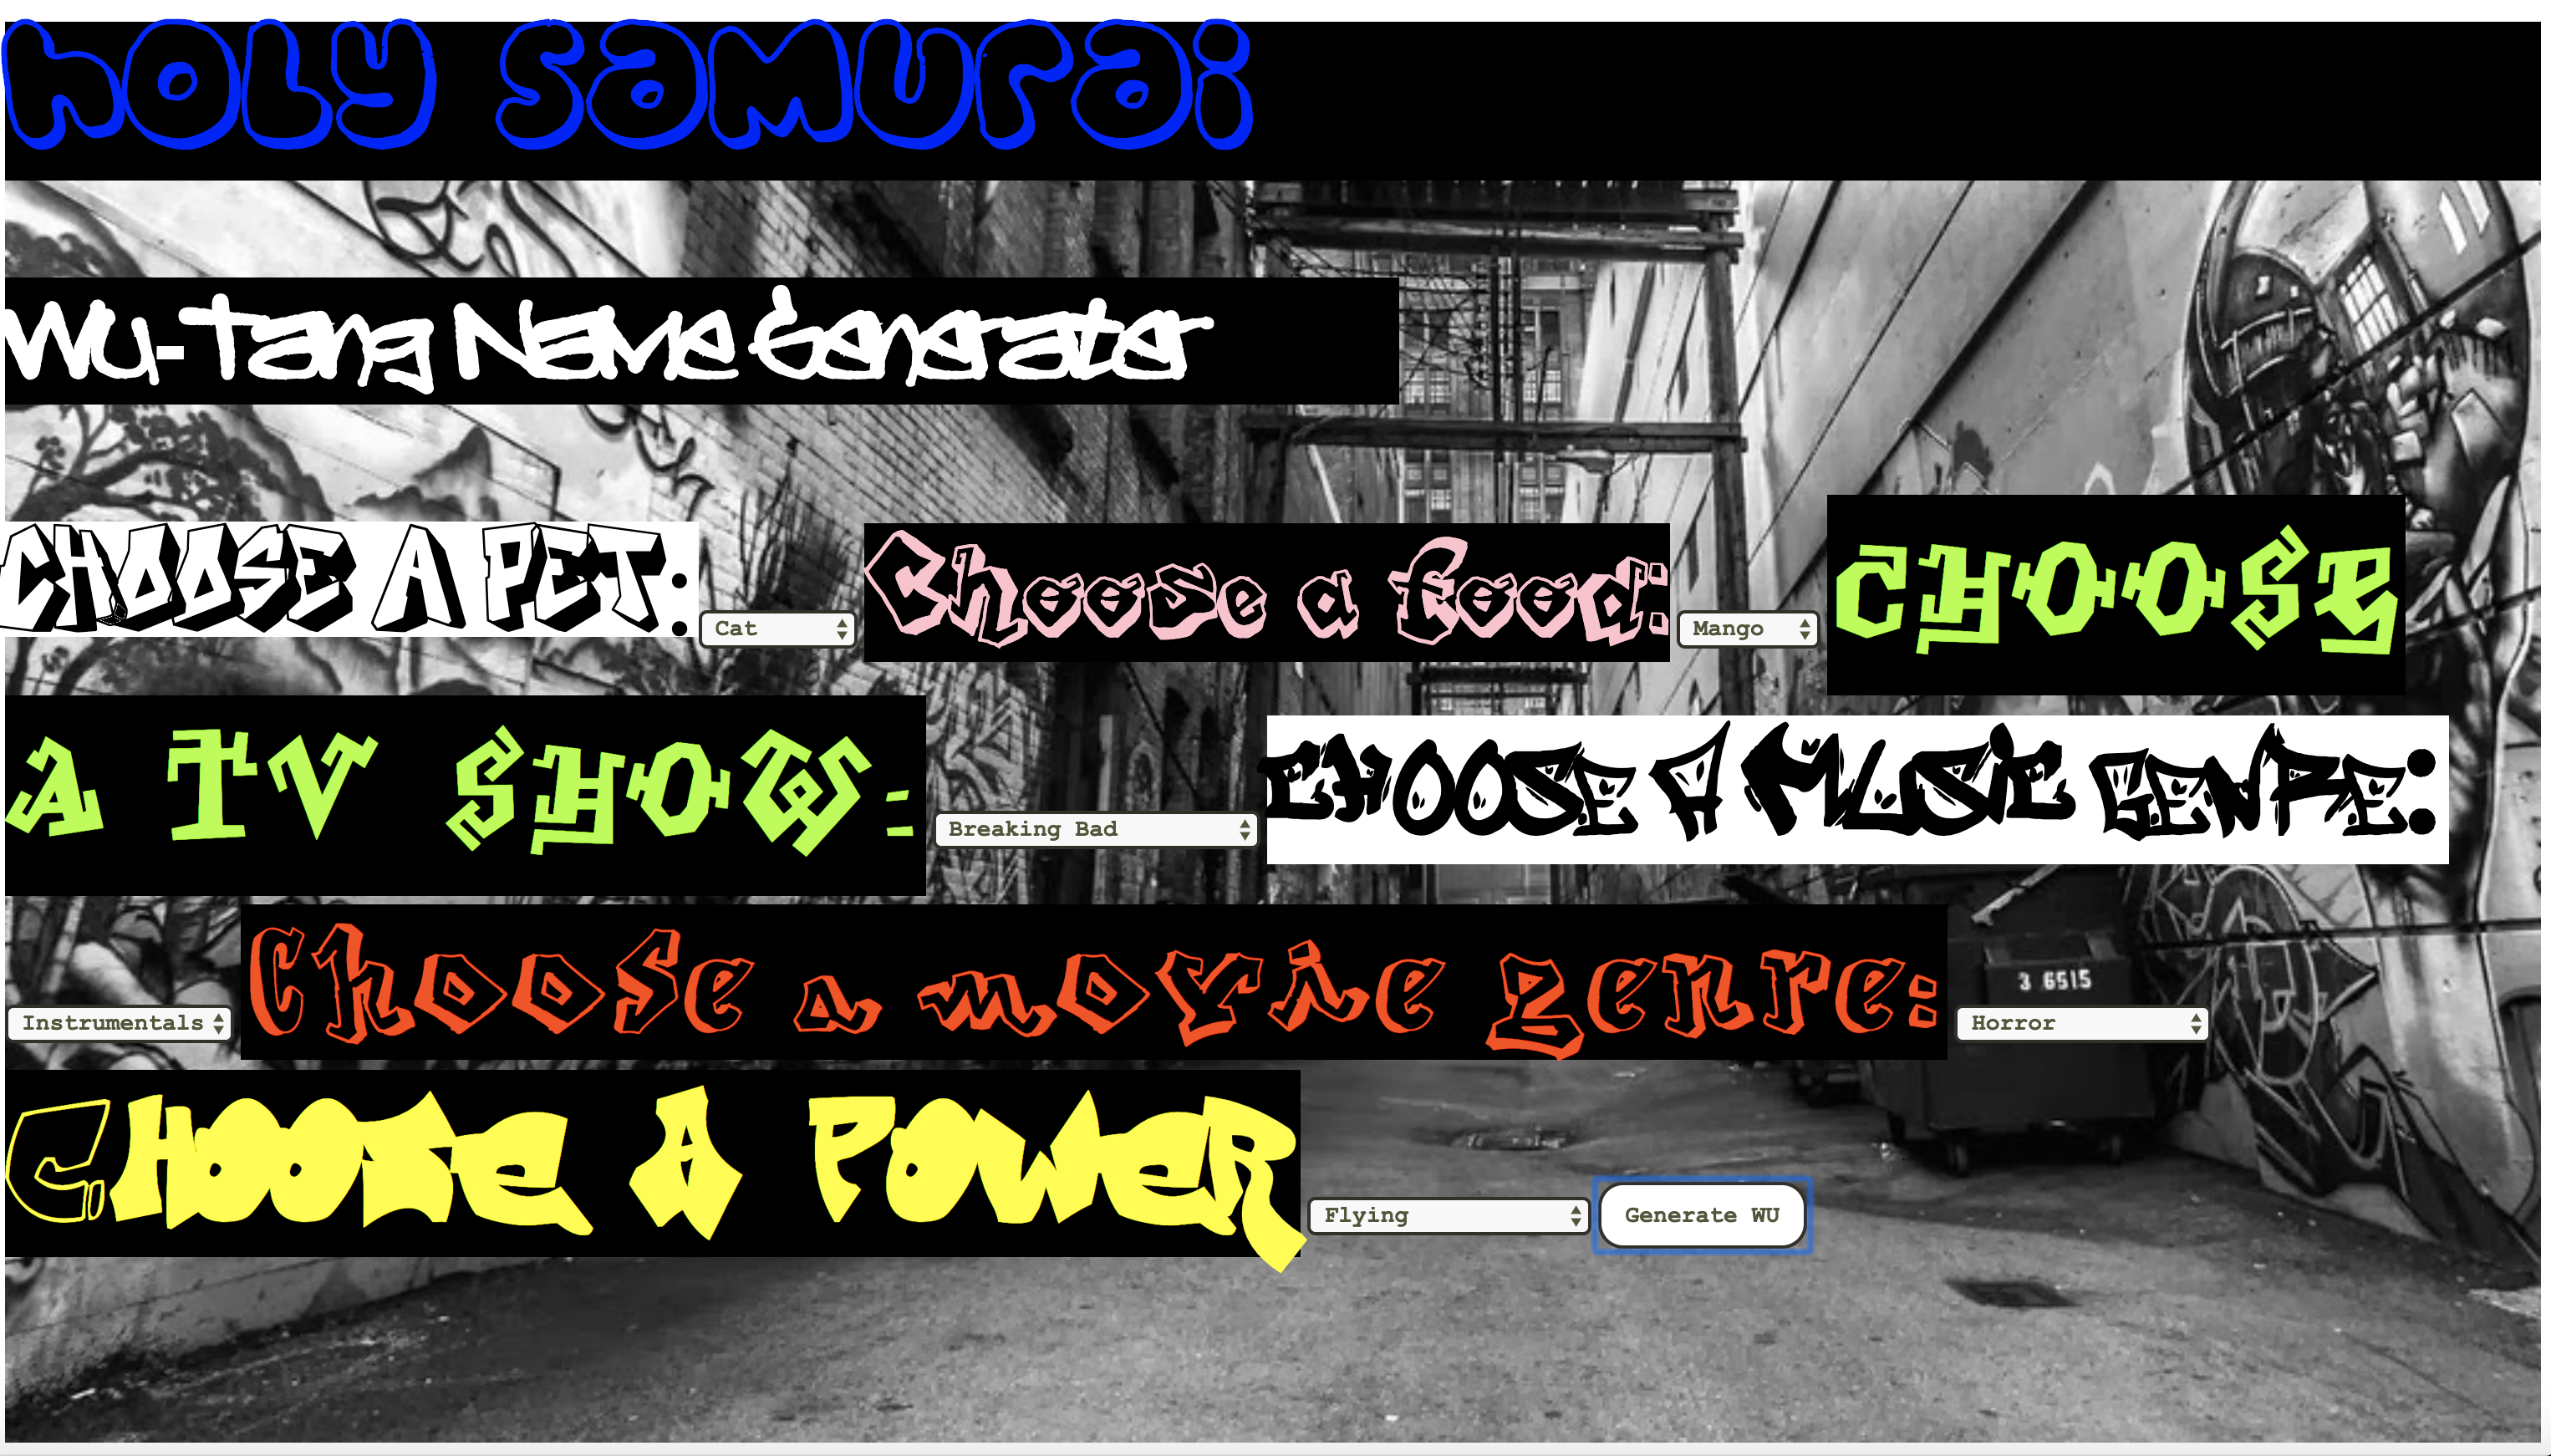 HOLY SAMURAI
Wu-Tang Name Generater
CHOOSE A PET: Cat Choose a food: Mango CHOOSE
A TV SHOW: Breaking Bad CHOOSE A MUSIC GENRE:
Instrumentals Choose a movie genre: Horror
3 6515
CHOOSE A POWER Flying Generate WU